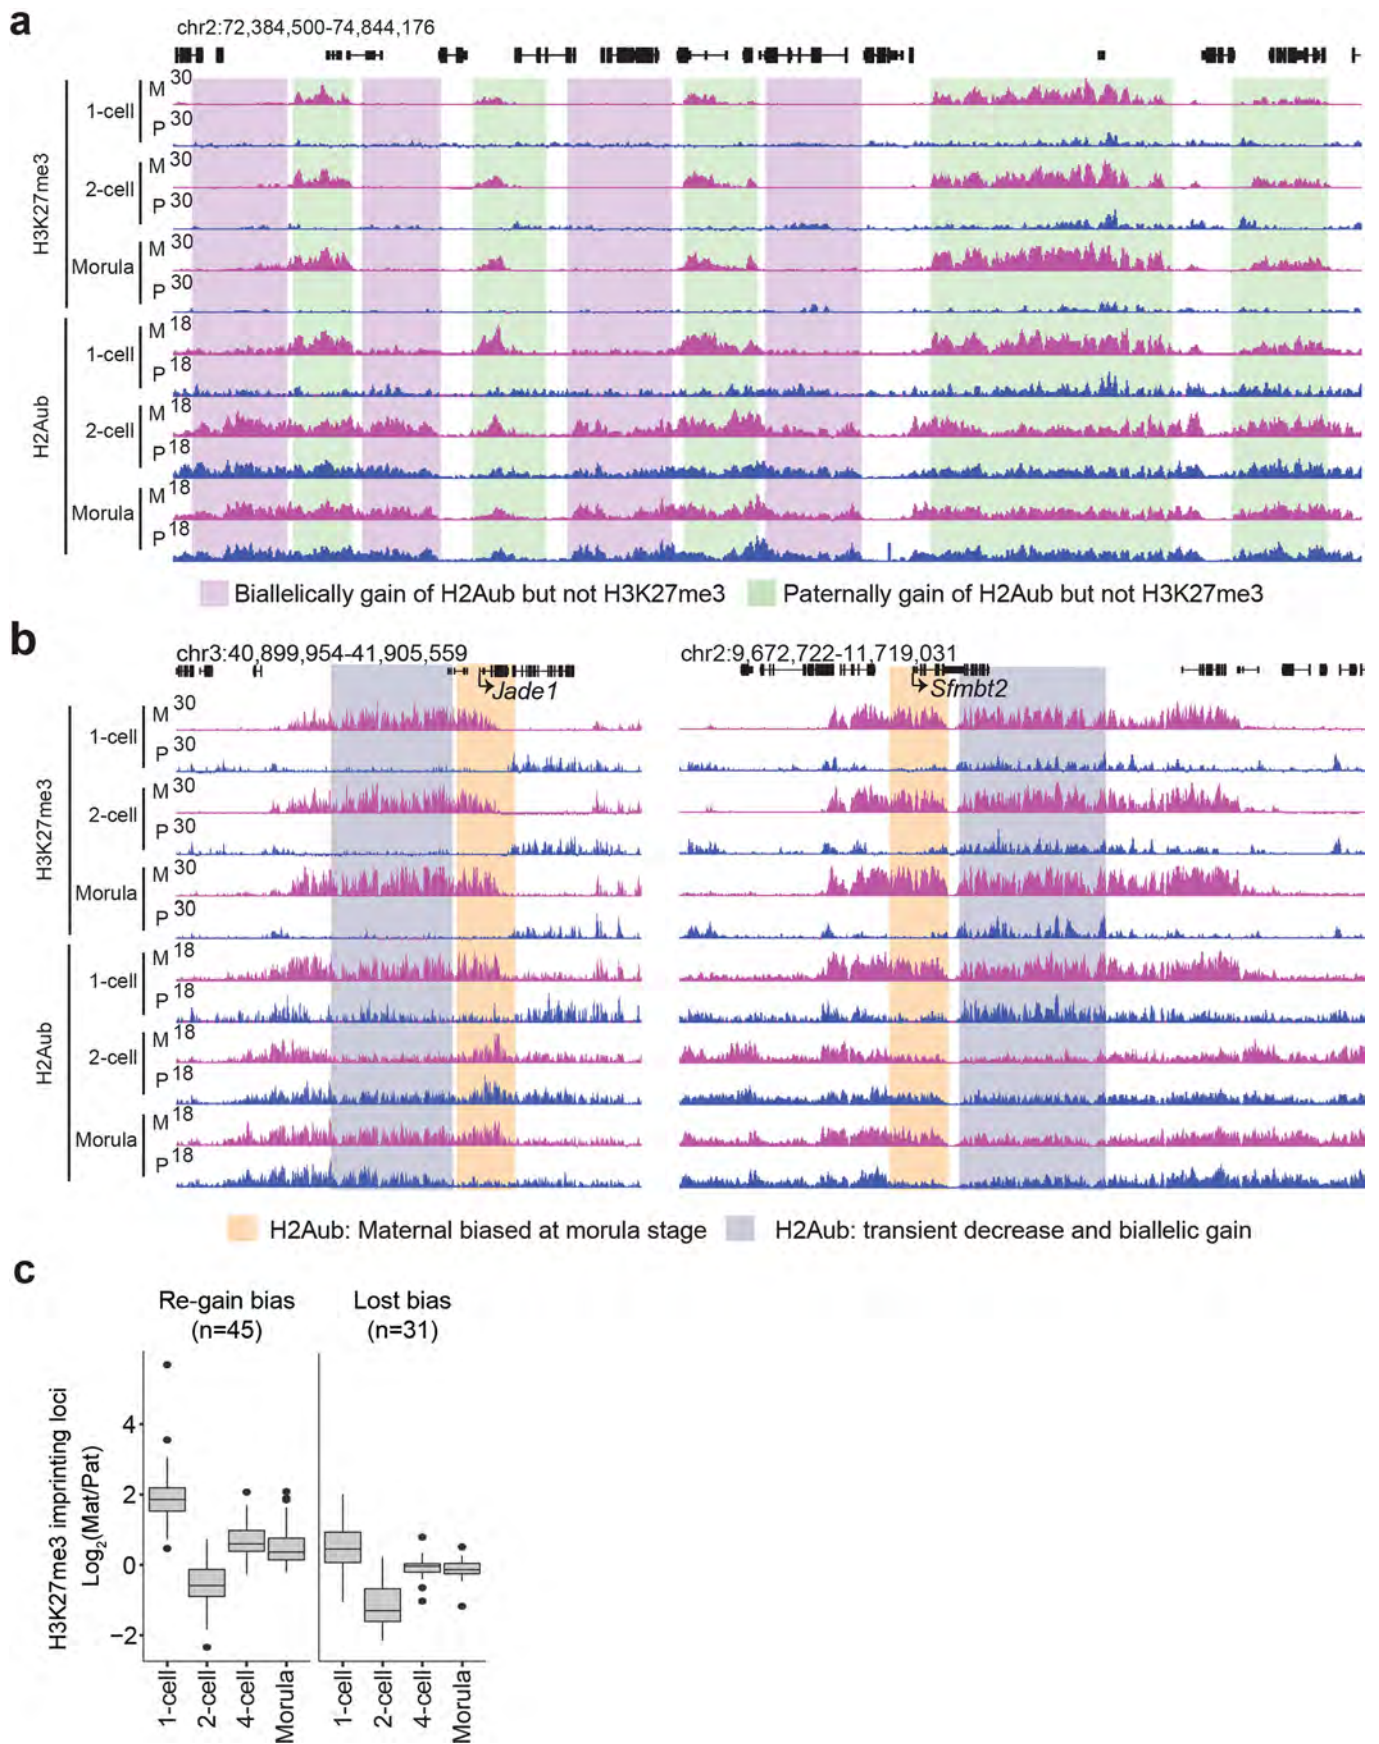 a
chr2:72,384,500-74,844,176
H3K27me3
1-cell
M 30
P 30
2-cell
M 30
P 30
Morula
M 30
P 30
H2Aub
1-cell
M 18
P 18
2-cell
M 18
P 18
Morula
M 18
P 18
Biallelically gain of H2Aub but not H3K27me3
Paternally gain of H2Aub but not H3K27me3
b
chr3:40,899,954-41,905,559
chr2:9,672,722-11,719,031
Jade1
Sfmbt2
H3K27me3
1-cell
M 30
P 30
2-cell
M 30
P 30
Morula
M 30
P 30
H2Aub
1-cell
M 18
P 18
2-cell
M 18
P 18
Morula
M 18
P 18
H2Aub: Maternal biased at morula stage
H2Aub: transient decrease and biallelic gain
c
Re-gain bias
(n=45)
Lost bias
(n=31)
H3K27me3 imprinting loci
Log₂(Mat/Pat)
4
2
0
−2
1-cell
2-cell
4-cell
Morula
1-cell
2-cell
4-cell
Morula